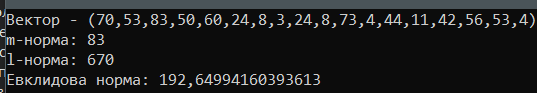 Вектор - (70,53,83,50,60,24,8,3,24,8,73,4,44,11,42,56,53,4)
m-норма: 83
l-норма: 670
Евклидова норма: 192,64994160393613